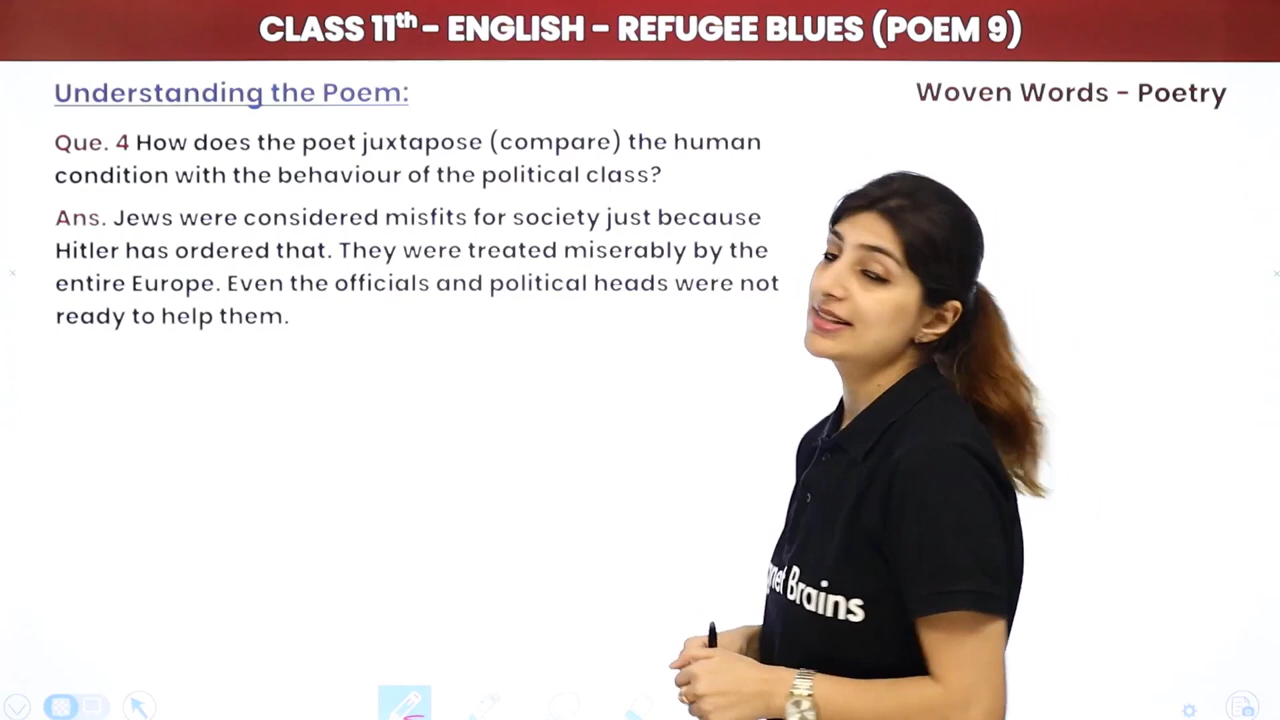 CLASS 11th - ENGLISH - REFUGEE BLUES (POEM 9)
Understanding the Poem:
Woven Words - Poetry
Que. 4 How does the poet juxtapose (compare) the human
condition with the behaviour of the political class?
Ans. Jews were considered misfits for society just because
Hitler has ordered that. They were treated miserably by the
entire Europe. Even the officials and political heads were not
ready to help them.
Brains